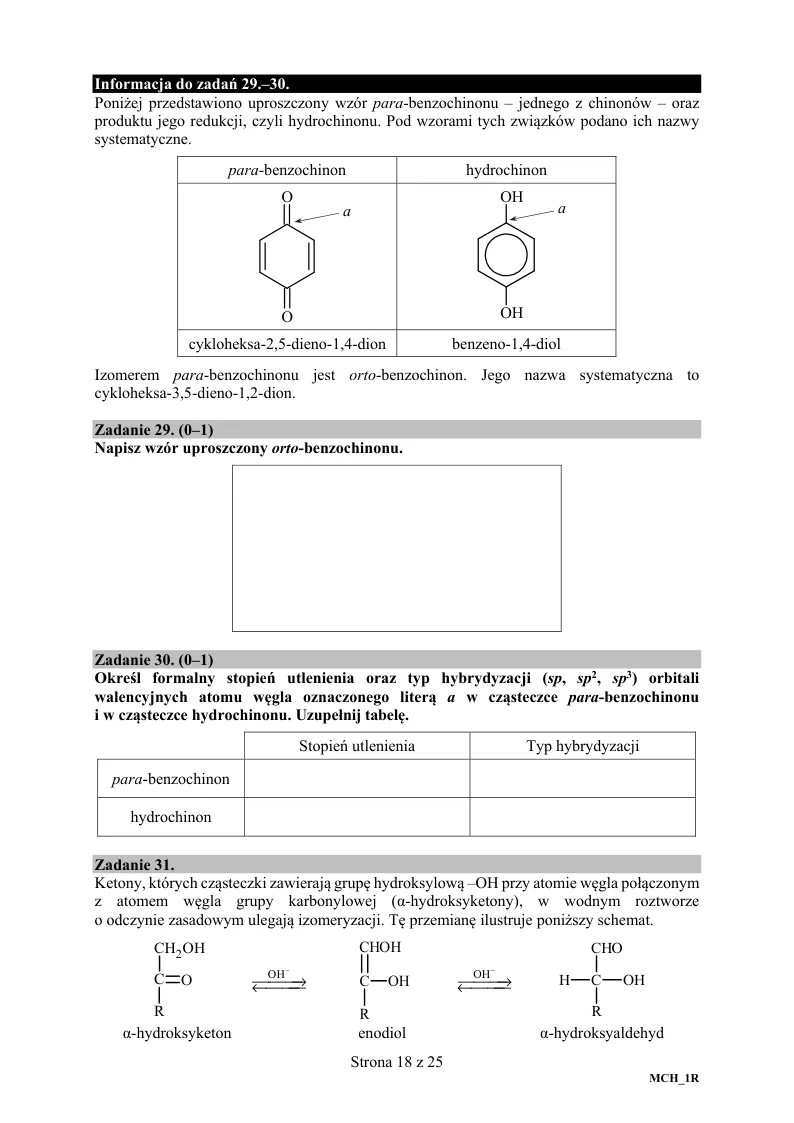 Informacja do zadań 29.–30.
Poniżej przedstawiono uproszczony wzór para-benzochinonu – jednego z chinonów – oraz
produktu jego redukcji, czyli hydrochinonu. Pod wzorami tych związków podano ich nazwy
systematyczne.
para-benzochinon
hydrochinon
O
a
O
OH
a
OH
cykloheksa-2,5-dieno-1,4-dion
benzeno-1,4-diol
Izomerem para-benzochinonu jest orto-benzochinon. Jego nazwa systematyczna to
cykloheksa-3,5-dieno-1,2-dion.
Zadanie 29. (0–1)
Napisz wzór uproszczony orto-benzochinonu.
Zadanie 30. (0–1)
Określ formalny stopień utlenienia oraz typ hybrydyzacji (sp, sp², sp³) orbitali
walencyjnych atomu węgla oznaczonego literą a w cząsteczce para-benzochinonu
i w cząsteczce hydrochinonu. Uzupełnij tabelę.
Stopień utlenienia
Typ hybrydyzacji
para-benzochinon
hydrochinon
Zadanie 31.
Ketony, których cząsteczki zawierają grupę hydroksylową –OH przy atomie węgla połączonym
z atomem węgla grupy karbonylowej (α-hydroksyketony), w wodnym roztworze
o odczynie zasadowym ulegają izomeryzacji. Tę przemianę ilustruje poniższy schemat.
CH₂OH
C=O
R
α-hydroksyketon
OH⁻
CHOH
C–OH
R
enodiol
OH⁻
CHO
H–C–OH
R
α-hydroksyaldehyd
Strona 18 z 25
MCH_1R